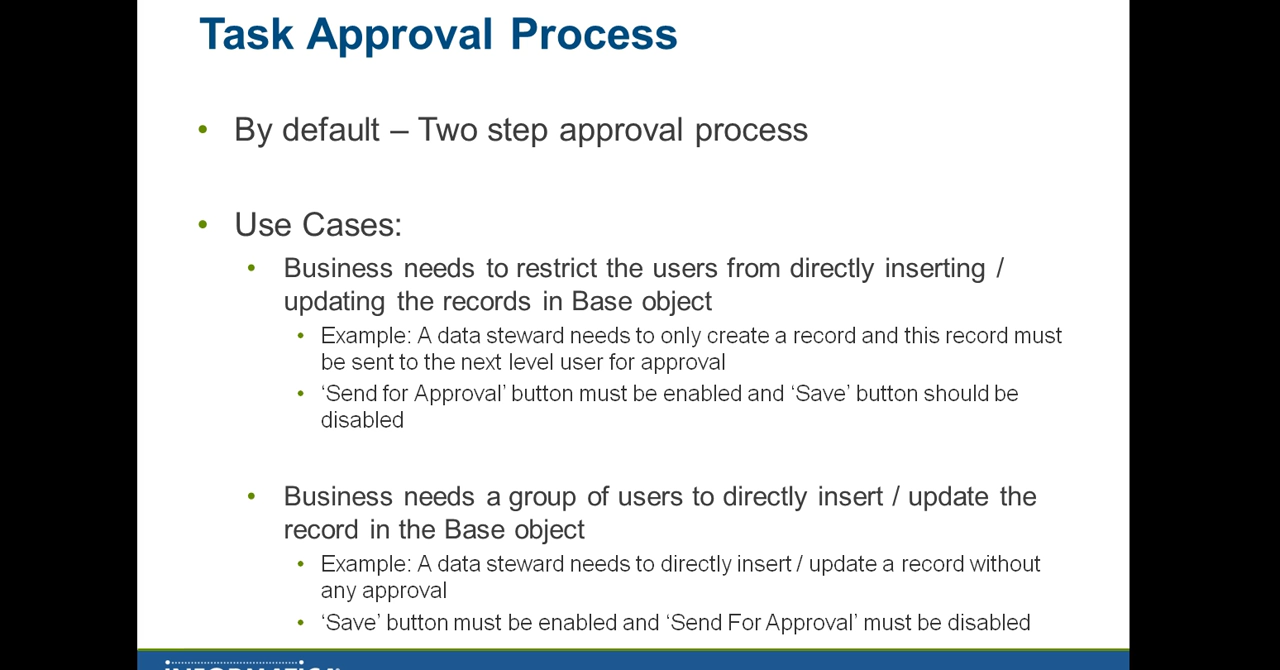 Task Approval Process
• By default – Two step approval process
• Use Cases:
• Business needs to restrict the users from directly inserting /
updating the records in Base object
• Example: A data steward needs to only create a record and this record must
be sent to the next level user for approval
• ‘Send for Approval’ button must be enabled and ‘Save’ button should be
disabled
• Business needs a group of users to directly insert / update the
record in the Base object
• Example: A data steward needs to directly insert / update a record without
any approval
• ‘Save’ button must be enabled and ‘Send For Approval’ must be disabled